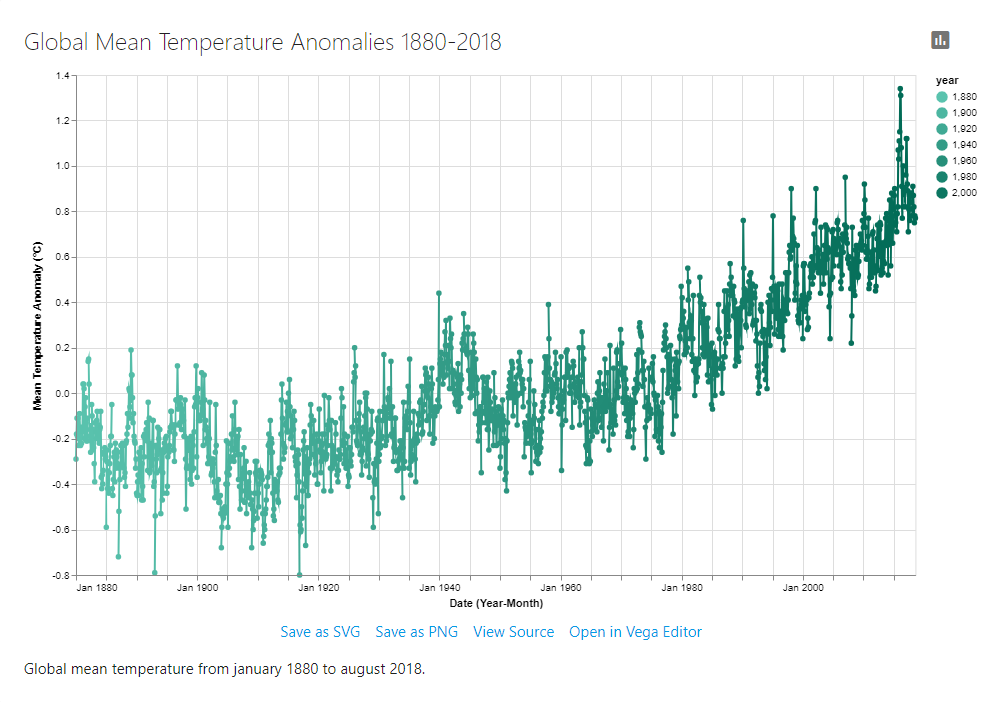 Global Mean Temperature Anomalies 1880-2018
year
1,880
1,900
1,920
1,940
1,960
1,980
2,000
1.4
1.2
1.0
0.8
0.6
0.4
0.2
0.0
-0.2
-0.4
-0.6
-0.8
Mean Temperature Anomaly (°C)
Jan 1880 Jan 1900 Jan 1920 Jan 1940 Jan 1960 Jan 1980 Jan 2000
Date (Year-Month)
Save as SVG Save as PNG View Source Open in Vega Editor
Global mean temperature from january 1880 to august 2018.